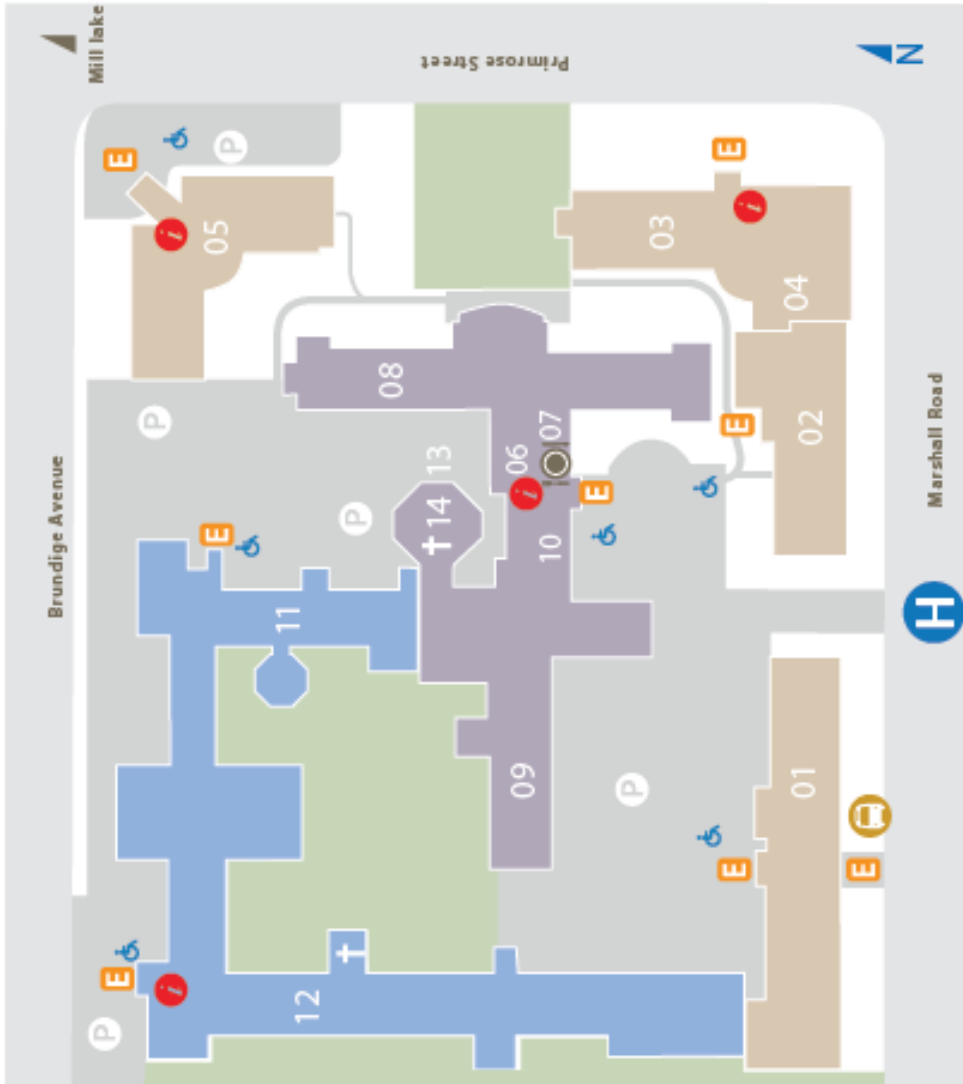 Mill lake
Primrose Street
N
E
P
E
05
i
03
i
04
08
P
07
06
E
02
13
Marshall Road
Brundige Avenue
14
P
i
E
10
E
11
H
09
P
01
E
E
E
i
12
P